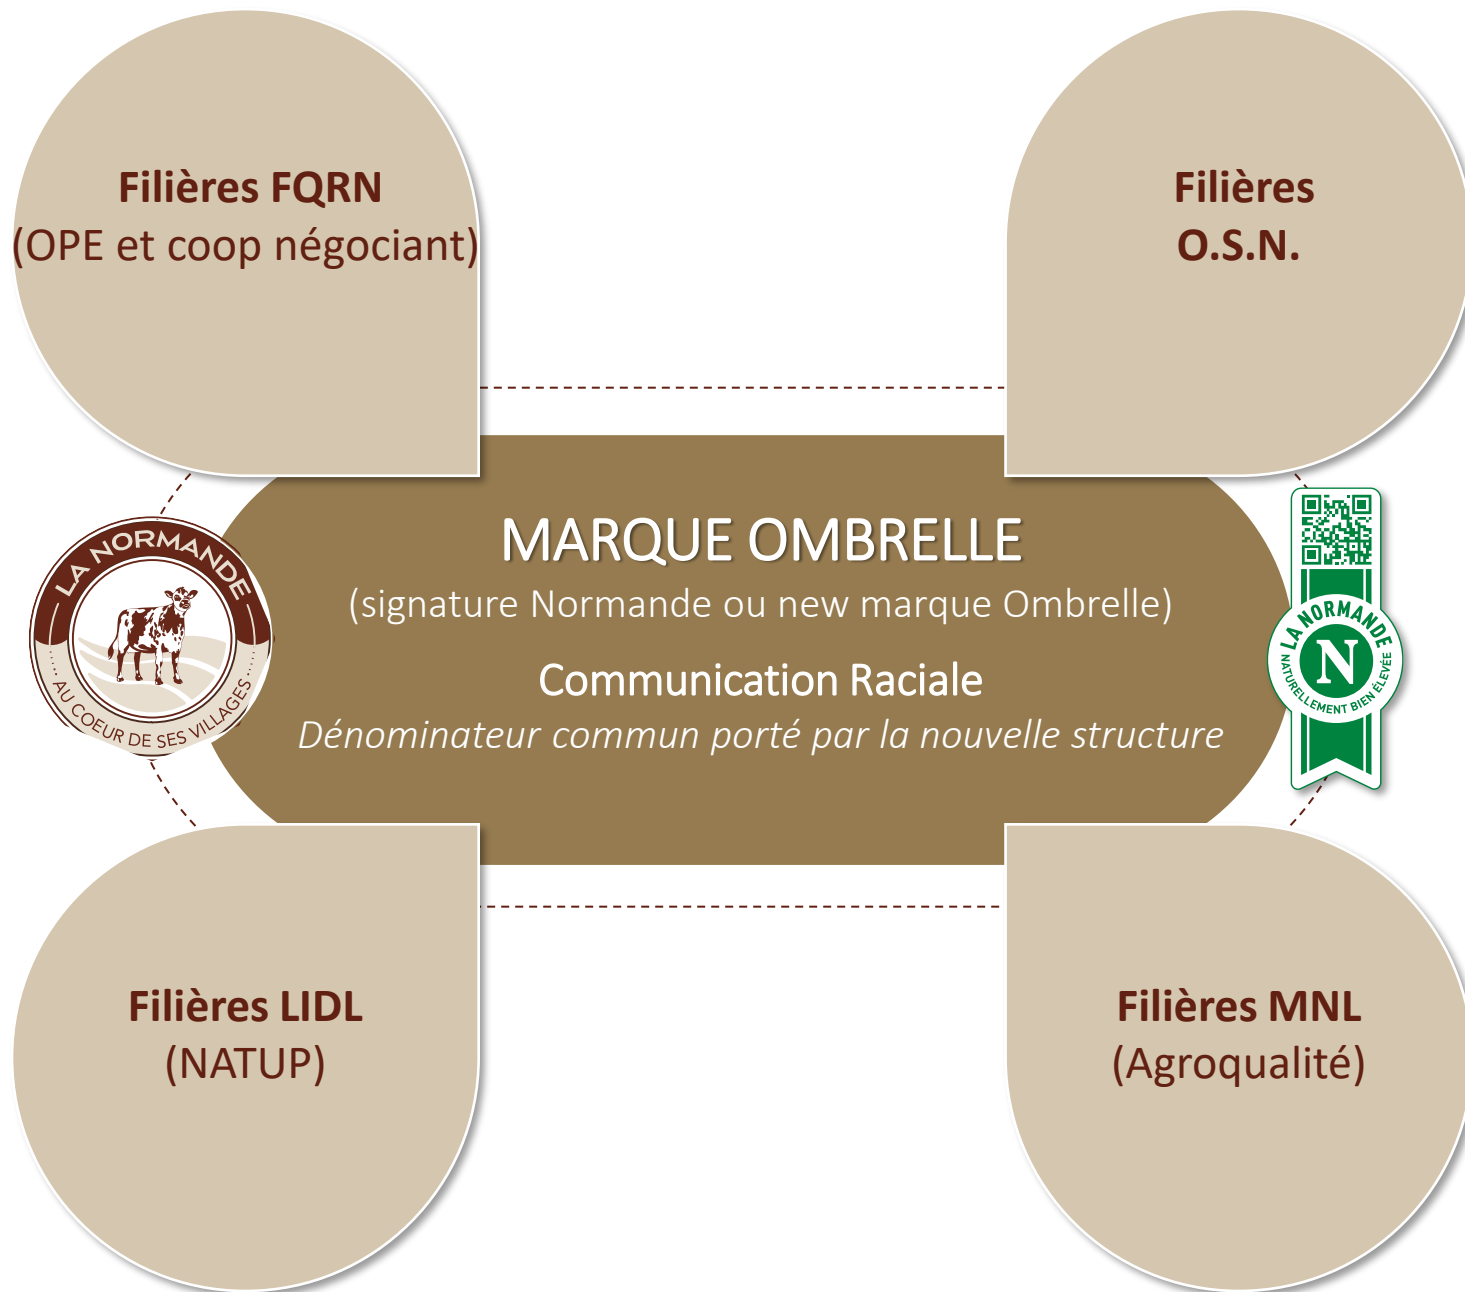 Filières FQRN
(OPE et coop négociant)
Filières
O.S.N.
MARQUE OMBRELLE
(signature Normande ou new marque Ombrelle)
Communication Raciale
Dénominateur commun porté par la nouvelle structure
LA NORMANDE
AU COEUR DE SES VILLAGES
LA NORMANDE
N
NATURELLEMENT BIEN ÉLEVÉE
Filières LIDL
(NATUP)
Filières MNL
(Agroqualité)